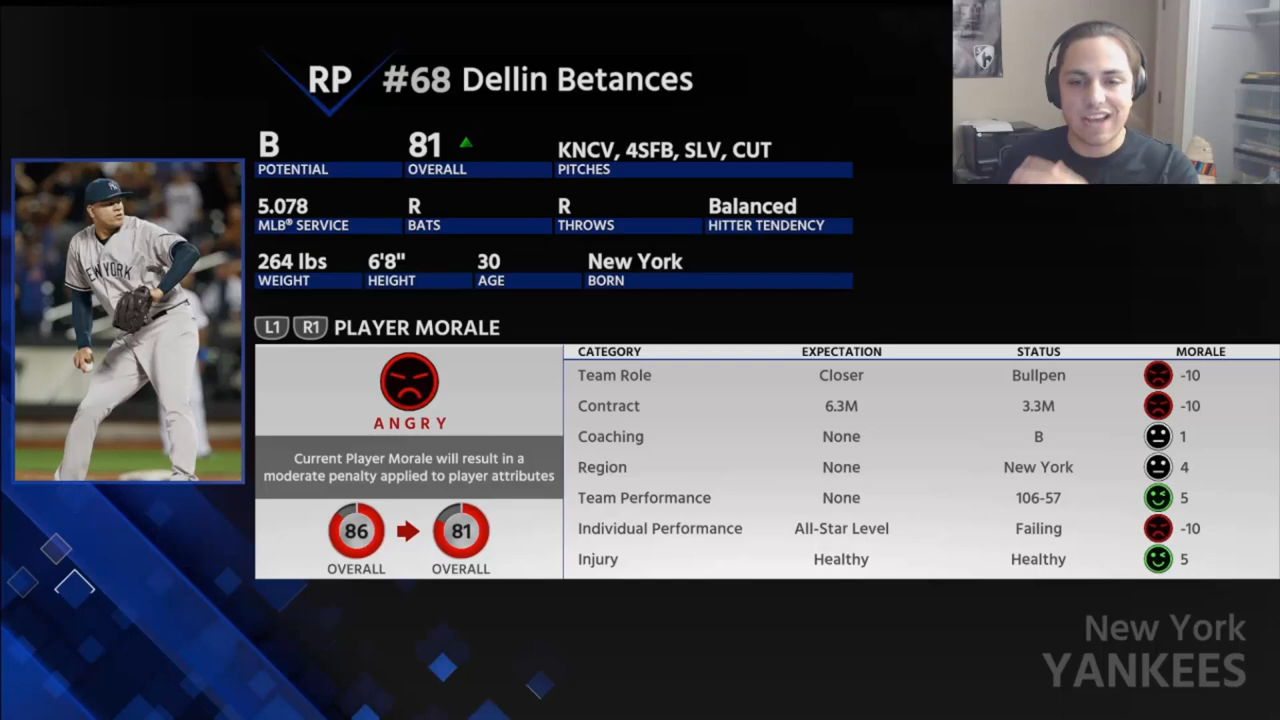 RP #68 Dellin Betances
B 81 KNCV, 4SFB, SLV, CUT
POTENTIAL OVERALL PITCHES
5.078 R R Balanced
MLB® SERVICE BATS THROWS HITTER TENDENCY
264 lbs 6'8" 30 New York
WEIGHT HEIGHT AGE BORN
L1 R1 PLAYER MORALE
ANGRY
Current Player Morale will result in a
moderate penalty applied to player attributes
86 81
OVERALL OVERALL
CATEGORY EXPECTATION STATUS MORALE
Team Role Closer Bullpen -10
Contract 6.3M 3.3M -10
Coaching None B 1
Region None New York 4
Team Performance None 106-57 5
Individual Performance All-Star Level Failing -10
Injury Healthy Healthy 5
NEW YORK
New York
YANKEES